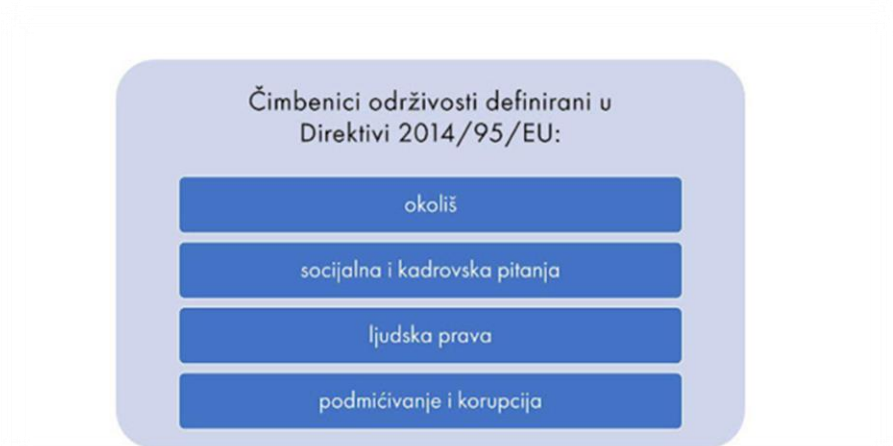 Čimbenici održivosti definirani u
Direktivi 2014/95/EU:
okoliš
socijalna i kadrovska pitanja
ljudska prava
podmićivanje i korupcija